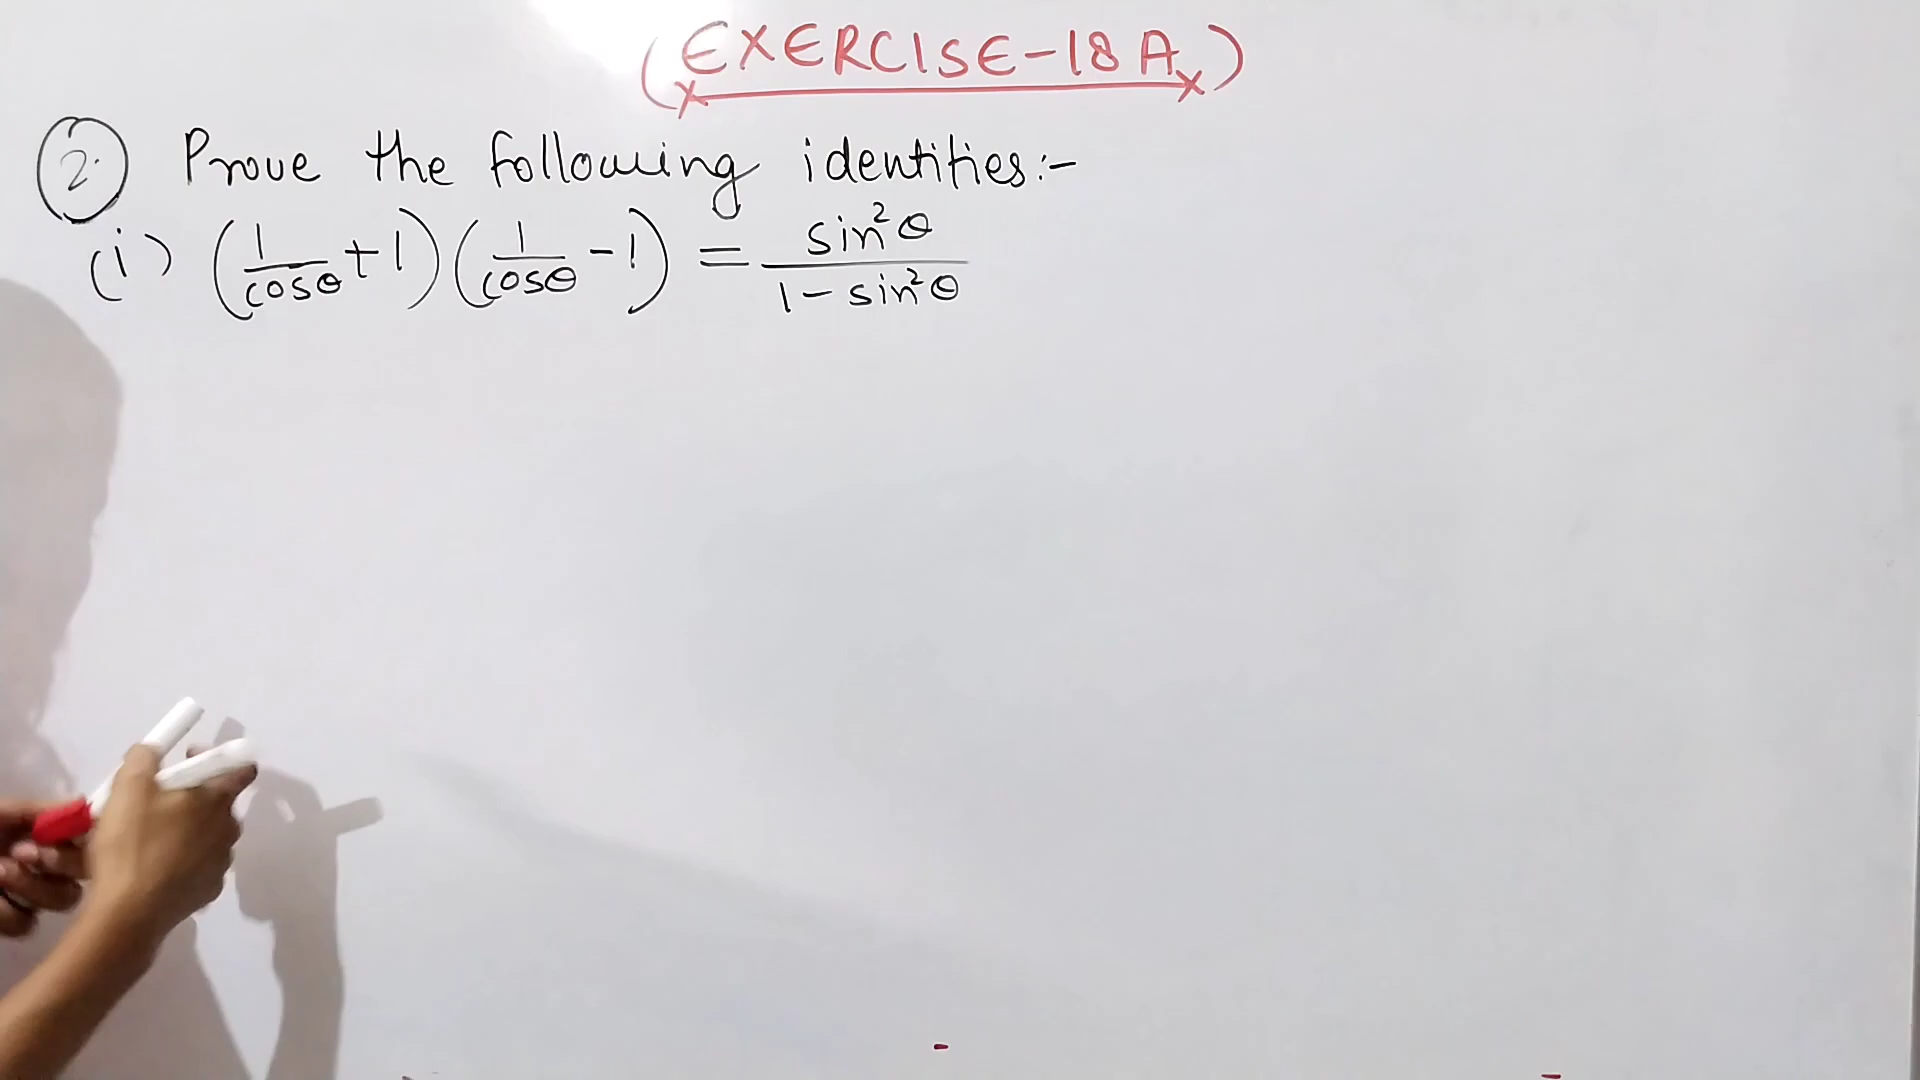 (EXERCISE-18A)
2. Prove the following identities:-
(i) (1/cosθ + 1) (1/cosθ - 1) = sin²θ / 1 - sin²θ